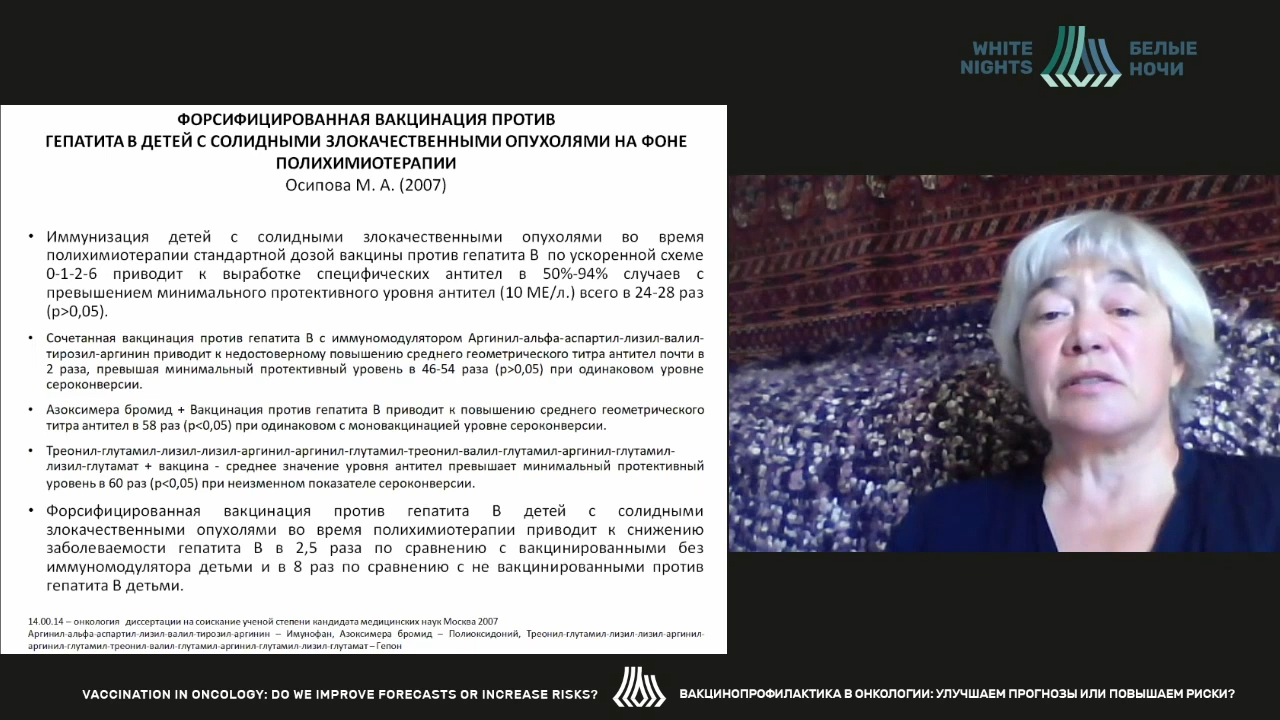 WHITE
NIGHTS
БЕЛЫЕ
НОЧИ
ФОРСИФИЦИРОВАННАЯ ВАКЦИНАЦИЯ ПРОТИВ
ГЕПАТИТА В ДЕТЕЙ С СОЛИДНЫМИ ЗЛОКАЧЕСТВЕННЫМИ ОПУХОЛЯМИ НА ФОНЕ
ПОЛИХИМИОТЕРАПИИ
Осипова М. А. (2007)
• Иммунизация детей с солидными злокачественными опухолями во время
полихимиотерапии стандартной дозой вакцины против гепатита В по ускоренной схеме
0-1-2-6 приводит к выработке специфических антител в 50%-94% случаев с
превышением минимального протективного уровня антител (10 МЕ/л.) всего в 24-28 раз
(p>0,05).
• Сочетанная вакцинация против гепатита В с иммуномодулятором Аргинил-альфа-аспартил-лизил-валил-
тирозил-аргинин приводит к недостоверному повышению среднего геометрического титра антител почти в
2 раза, превышая минимальный протективный уровень в 46-54 раза (p>0,05) при одинаковом уровне
сероконверсии.
• Азоксимера бромид + Вакцинация против гепатита В приводит к повышению среднего геометрического
титра антител в 58 раз (p<0,05) при одинаковом с моновакцинацией уровне сероконверсии.
• Треонил-глутамил-лизил-лизил-аргинил-аргинил-глутамил-треонил-валил-глутамил-аргинил-глутамил-
лизил-глутамат + вакцина - среднее значение уровня антител превышает минимальный протективный
уровень в 60 раз (p<0,05) при неизменном показателе сероконверсии.
• Форсифицированная вакцинация против гепатита В детей с солидными
злокачественными опухолями во время полихимиотерапии приводит к снижению
заболеваемости гепатита В в 2,5 раза по сравнению с вакцинированными без
иммуномодулятора детьми и в 8 раз по сравнению с не вакцинированными против
гепатита В детьми.
14.00.14 – онкология диссертации на соискание ученой степени кандидата медицинских наук Москва 2007
Аргинил-альфа-аспартил-лизил-валил-тирозил-аргинин – Имунофан, Азоксимера бромид – Полиоксидоний, Треонил-глутамил-лизил-лизил-аргинил-
аргинил-глутамил-треонил-валил-глутамил-аргинил-глутамил-лизил-глутамат – Гепон
VACCINATION IN ONCOLOGY: DO WE IMPROVE FORECASTS OR INCREASE RISKS?
ВАКЦИНОПРОФИЛАКТИКА В ОНКОЛОГИИ: УЛУЧШАЕМ ПРОГНОЗЫ ИЛИ ПОВЫШАЕМ РИСКИ?